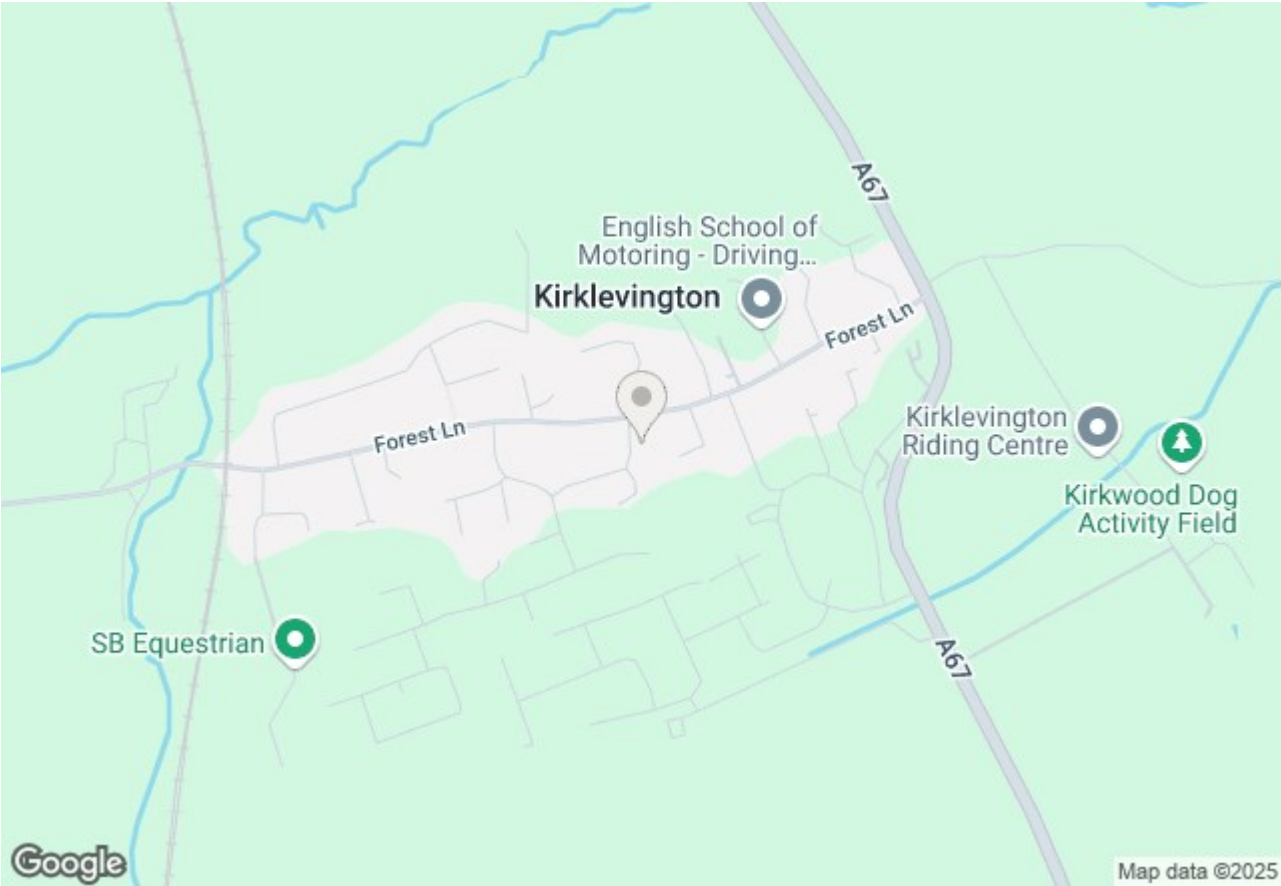 A67
English School of
Motoring - Driving...
Kirklevington
Forest Ln
Kirklevington
Riding Centre
Forest Ln
Kirkwood Dog
Activity Field
SB Equestrian
A67
Google
Map data ©2025